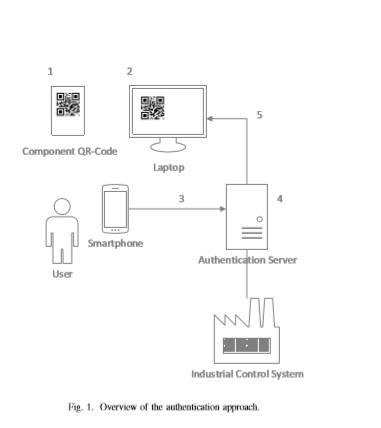 1
2
5
Component QR-Code
Laptop
3
4
Smartphone
User
Authentication Server
Industrial Control System
Fig. 1. Overview of the authentication approach.